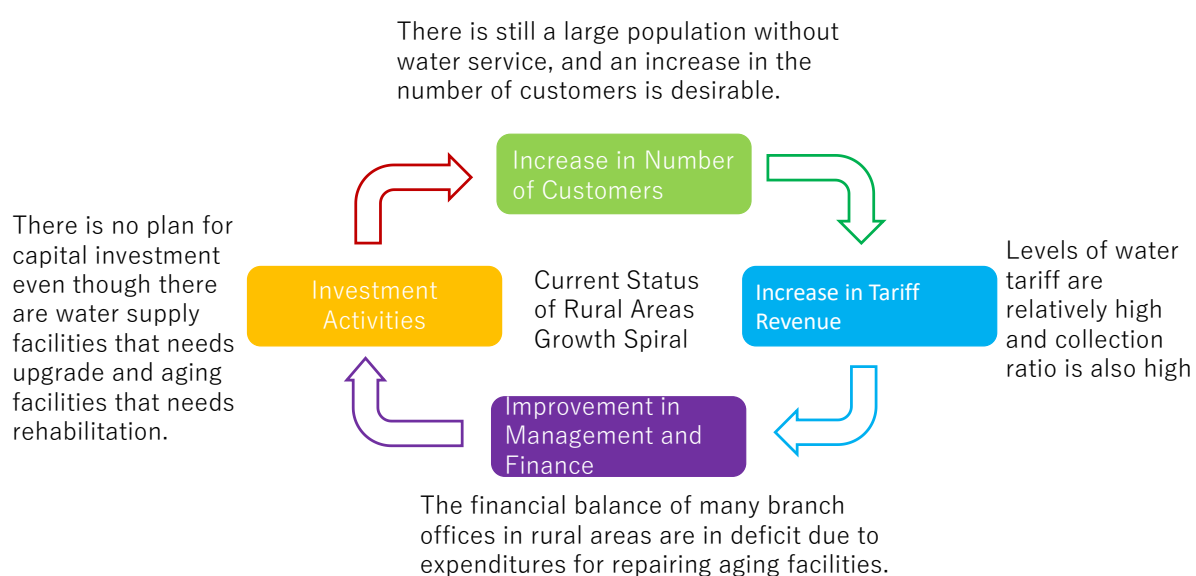 There is still a large population without
water service, and an increase in the
number of customers is desirable.
Increase in Number
of Customers
There is no plan for
capital investment
even though there
are water supply
facilities that needs
upgrade and aging
facilities that needs
rehabilitation.
Investment
Activities
Current Status
of Rural Areas
Growth Spiral
Increase in Tariff
Revenue
Levels of water
tariff are
relatively high
and collection
ratio is also high
Improvement in
Management and
Finance
The financial balance of many branch
offices in rural areas are in deficit due to
expenditures for repairing aging facilities.